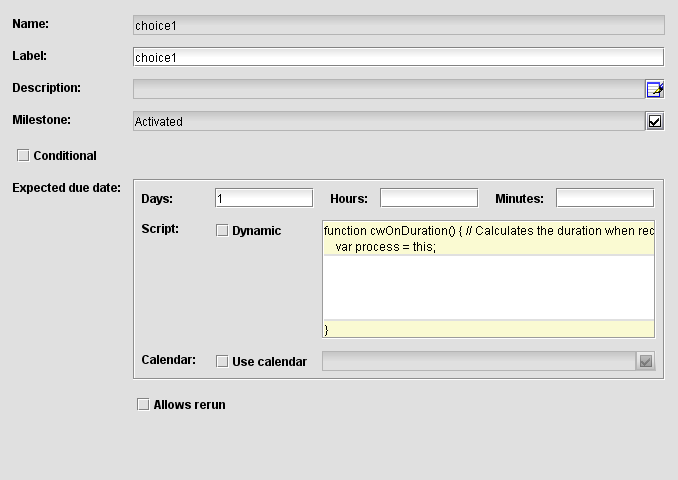 Name: choice1
Label: choice1
Description:
Milestone: Activated
Conditional
Expected due date:
Days: 1 Hours: Minutes:
Script: Dynamic
function cwOnDuration() { // Calculates the duration when rec
var process = this;
}
Calendar: Use calendar
Allows rerun